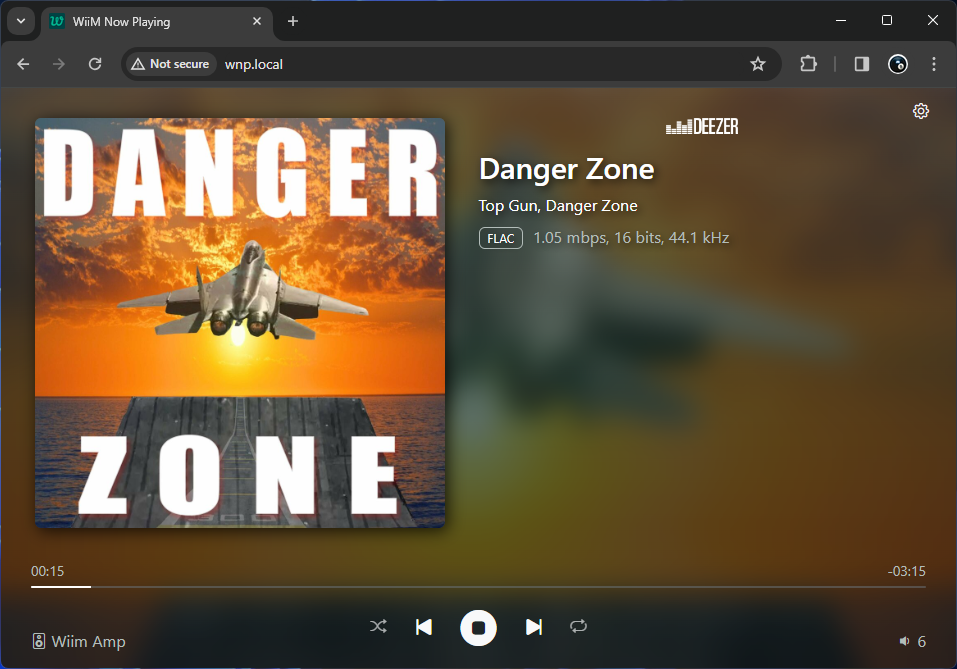 WiiM Now Playing
Not secure
wnp.local
DANGER
ZONE
DEEZER
Danger Zone
Top Gun, Danger Zone
FLAC 1.05 mbps, 16 bits, 44.1 kHz
00:15
-03:15
Wiim Amp
6